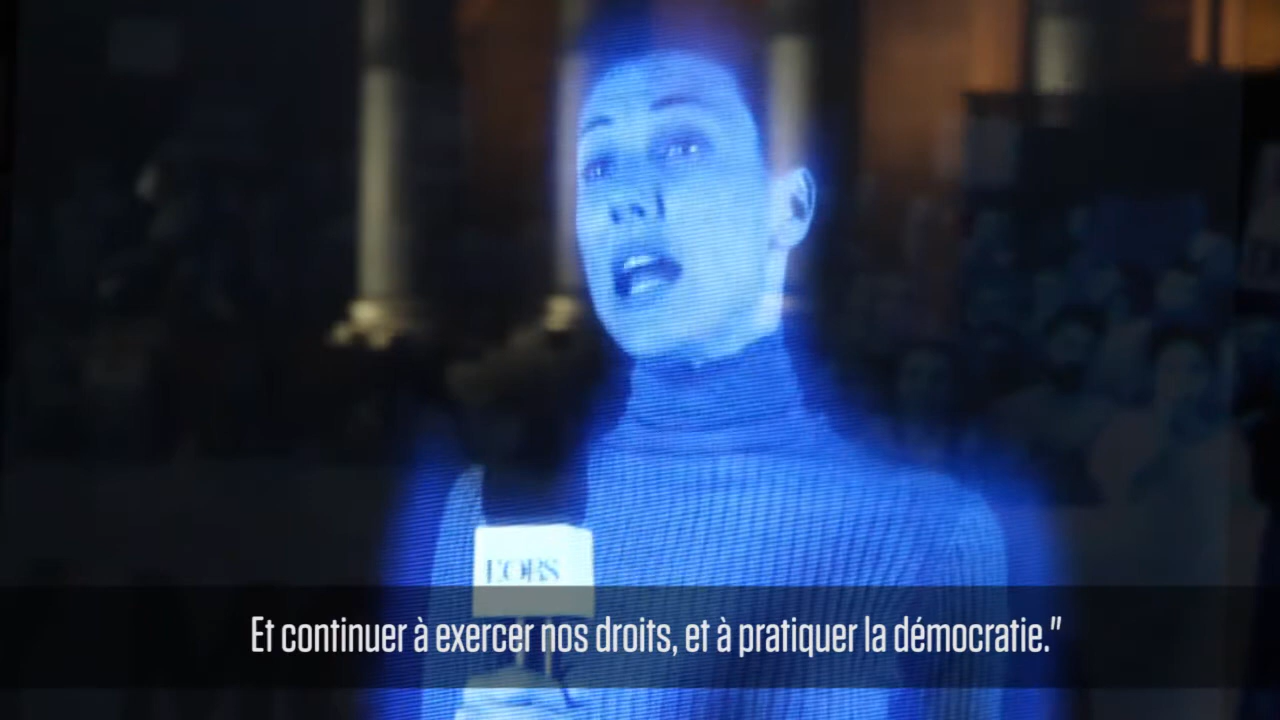 L'OBS
Et continuer à exercer nos droits, et à pratiquer la démocratie."